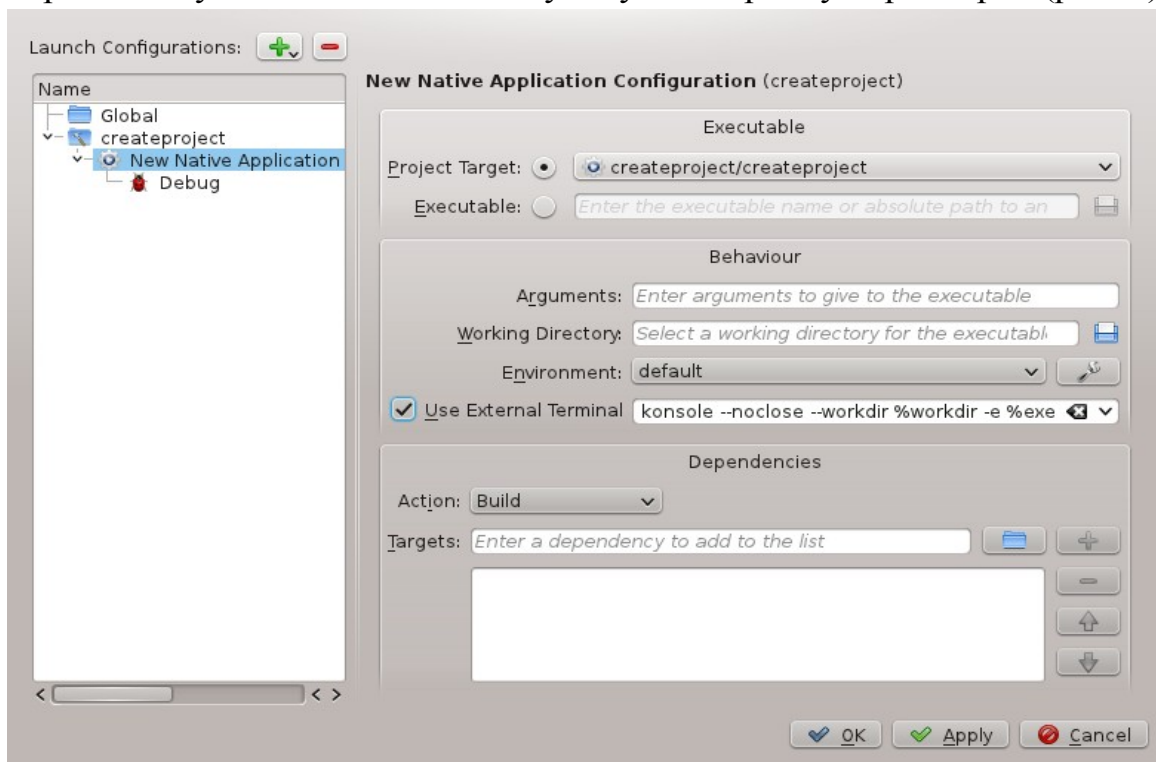 Launch Configurations:
Name
Global
createproject
New Native Application
Debug
New Native Application Configuration (createproject)
Executable
Project Target: createproject/createproject
Executable: Enter the executable name or absolute path to an
Behaviour
Arguments: Enter arguments to give to the executable
Working Directory: Select a working directory for the executabl
Environment: default
Use External Terminal konsole --noclose --workdir %workdir -e %exe
Dependencies
Action: Build
Targets: Enter a dependency to add to the list
OK Apply Cancel